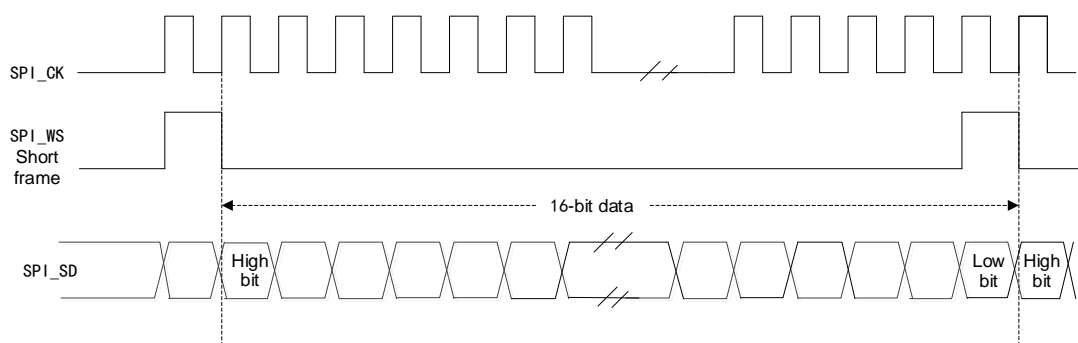 SPI_CK
SPI_WS
Short
frame
16-bit data
SPI_SD
High
bit
Low
bit
High
bit